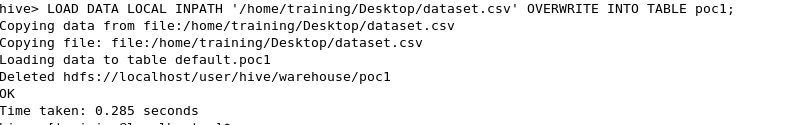 hive> LOAD DATA LOCAL INPATH '/home/training/Desktop/dataset.csv' OVERWRITE INTO TABLE poc1;
Copying data from file:/home/training/Desktop/dataset.csv
Copying file: file:/home/training/Desktop/dataset.csv
Loading data to table default.poc1
Deleted hdfs://localhost/user/hive/warehouse/poc1
OK
Time taken: 0.285 seconds